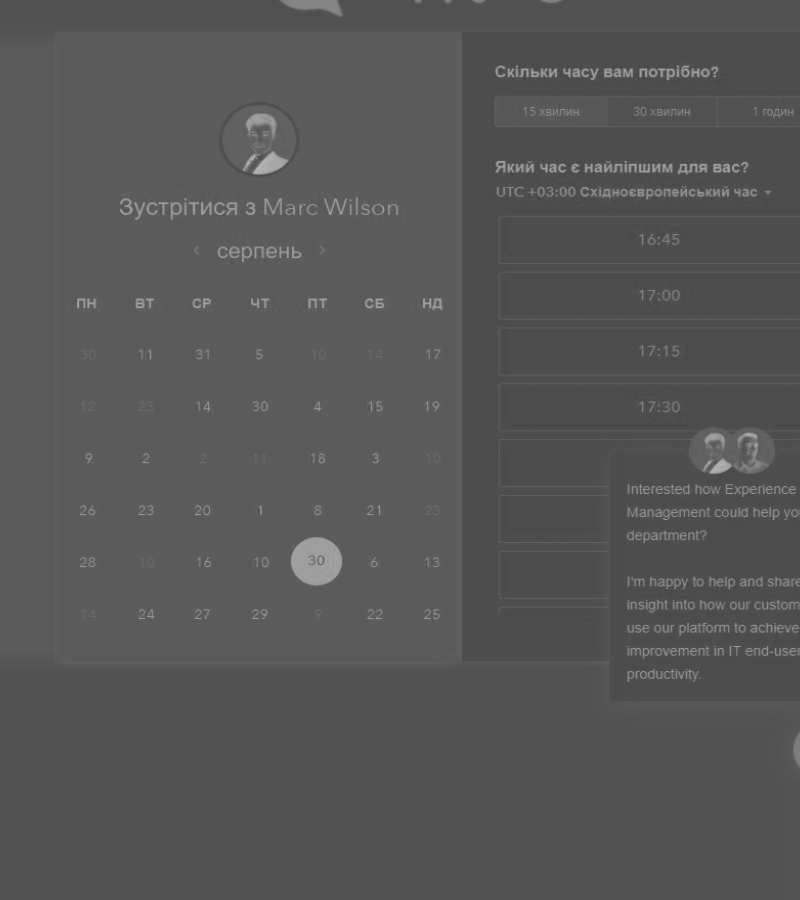 Зустрітися з Marc Wilson
серпень
ПН ВТ СР ЧТ ПТ СБ НД
30 11 31 5 10 14 17
12 23 14 30 4 15 19
9 2 2 11 18 3 10
26 23 20 1 8 21 23
28 10 16 10 30 6 13
14 24 27 29 9 22 25
Скільки часу вам потрібно?
15 хвилин 30 хвилин 1 годин
Який час є найліпшим для вас?
UTC +03:00 Східноєвропейський час
16:45
17:00
17:15
17:30
Interested how Experience
Management could help you
department?
I'm happy to help and share
insight into how our custom
use our platform to achieve
improvement in IT end-user
productivity.